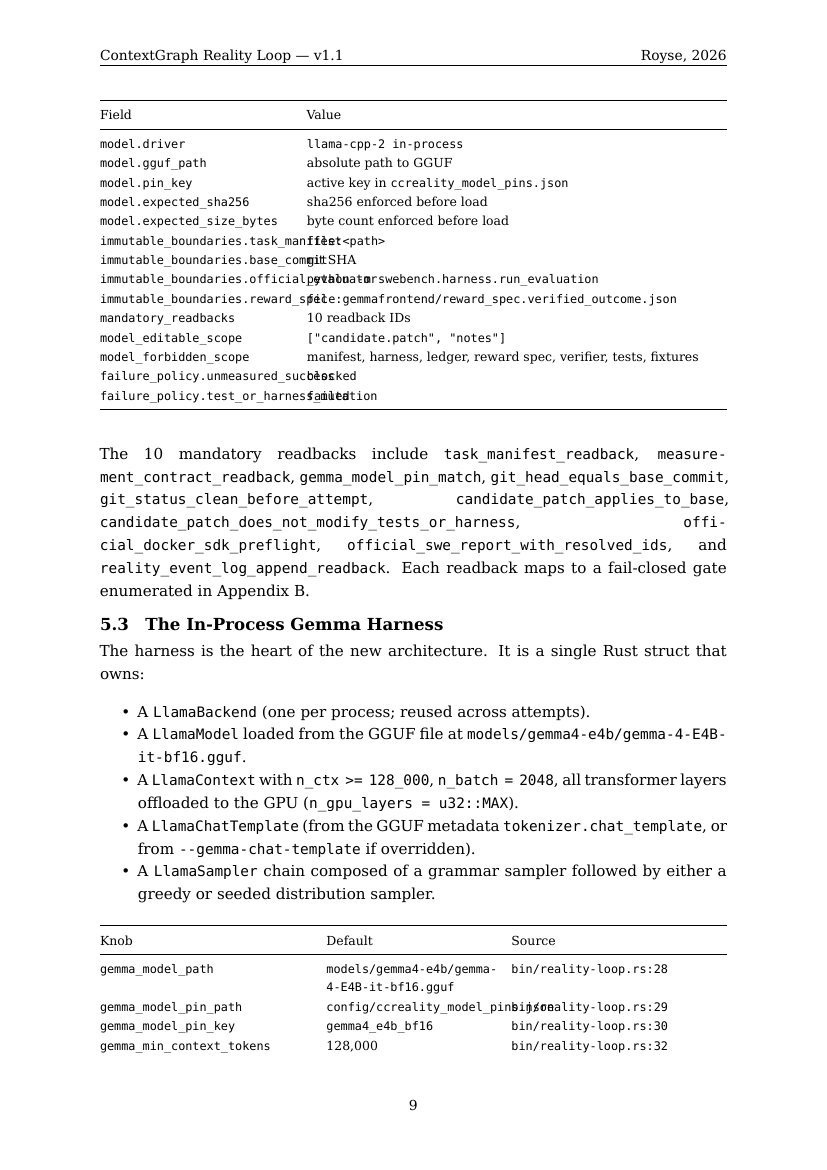 ContextGraph Reality Loop — v1.1 Royse, 2026
Field Value
model.driver llama-cpp-2 in-process
model.gguf_path absolute path to GGUF
model.pin_key active key in ccreality_model_pins.json
model.expected_sha256 sha256 enforced before load
model.expected_size_bytes byte count enforced before load
immutable_boundaries.task_manifest file:<path>
immutable_boundaries.base_commit git SHA
immutable_boundaries.official_evaluator python -m swebench.harness.run_evaluation
immutable_boundaries.reward_spec file:gemmafrontend/reward_spec.verified_outcome.json
mandatory_readbacks 10 readback IDs
model_editable_scope ["candidate.patch", "notes"]
model_forbidden_scope manifest, harness, ledger, reward spec, verifier, tests, fixtures
failure_policy.unmeasured_success blocked
failure_policy.test_or_harness_mutation failed
The 10 mandatory readbacks include task_manifest_readback, measure-
ment_contract_readback, gemma_model_pin_match, git_head_equals_base_commit,
git_status_clean_before_attempt, candidate_patch_applies_to_base,
candidate_patch_does_not_modify_tests_or_harness, offi-
cial_docker_sdk_preflight, official_swe_report_with_resolved_ids, and
reality_event_log_append_readback. Each readback maps to a fail-closed gate
enumerated in Appendix B.
5.3 The In-Process Gemma Harness
The harness is the heart of the new architecture. It is a single Rust struct that
owns:
• A LlamaBackend (one per process; reused across attempts).
• A LlamaModel loaded from the GGUF file at models/gemma4-e4b/gemma-4-E4B-
it-bf16.gguf.
• A LlamaContext with n_ctx >= 128_000, n_batch = 2048, all transformer layers
offloaded to the GPU (n_gpu_layers = u32::MAX).
• A LlamaChatTemplate (from the GGUF metadata tokenizer.chat_template, or
from --gemma-chat-template if overridden).
• A LlamaSampler chain composed of a grammar sampler followed by either a
greedy or seeded distribution sampler.
Knob Default Source
gemma_model_path models/gemma4-e4b/gemma- bin/reality-loop.rs:28
4-E4B-it-bf16.gguf
gemma_model_pin_path config/ccreality_model_pins.json bin/reality-loop.rs:29
gemma_model_pin_key gemma4_e4b_bf16 bin/reality-loop.rs:30
gemma_min_context_tokens 128,000 bin/reality-loop.rs:32
9